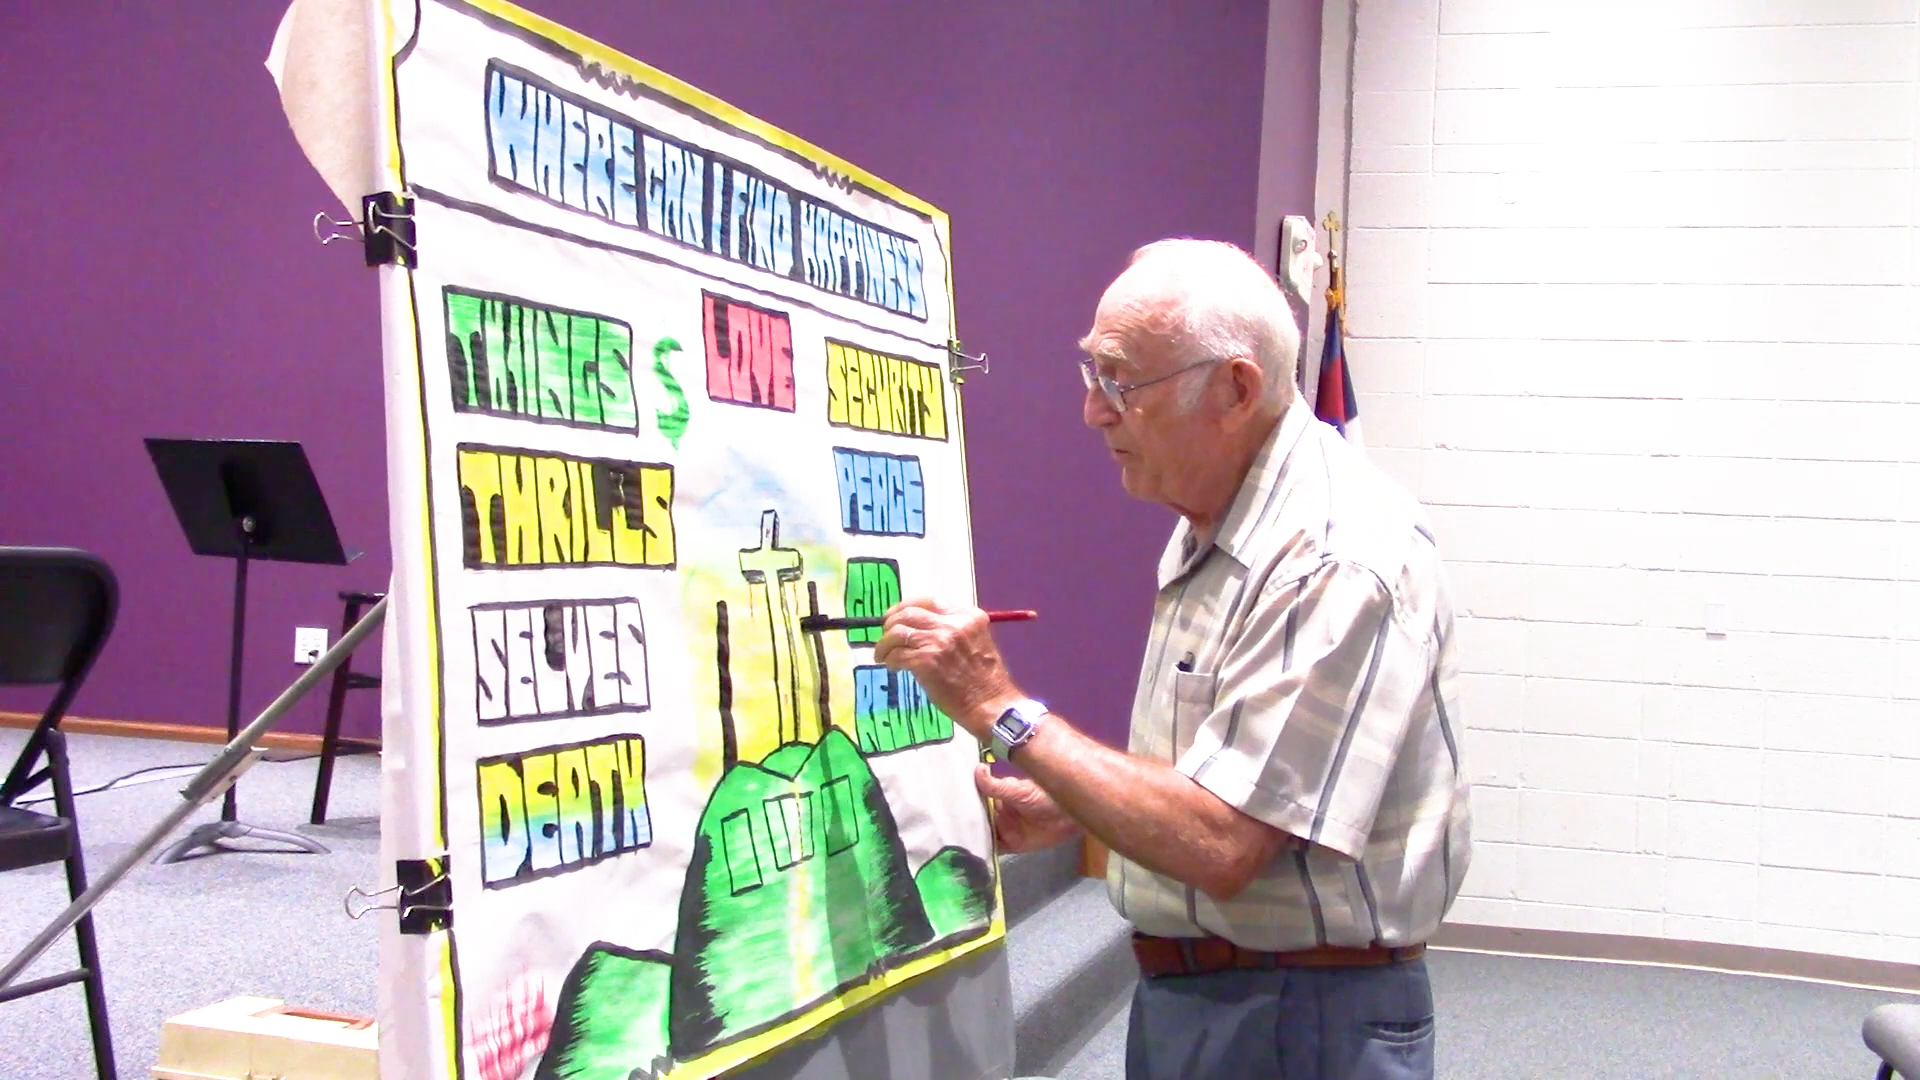 WHERE CAN I FIND HAPPINESS
THINGS $
LOVE
SECURITY
THRILLS
PEACE
SELVES
GOD
DEATH